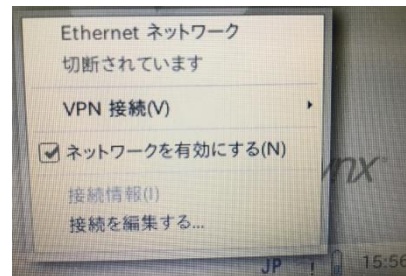 Ethernet ネットワーク
切断されています
VPN 接続(V)
ネットワークを有効にする(N)
接続情報(I)
接続を編集する...
nx
JP
15:56